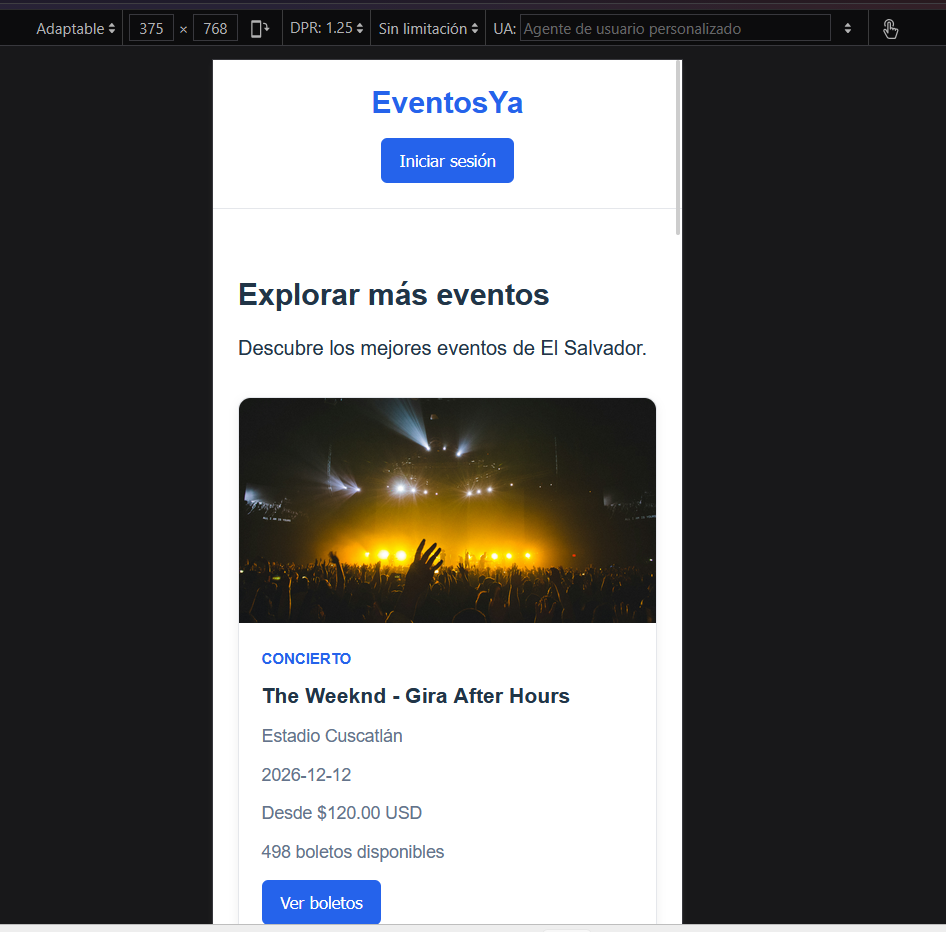 Adaptable 375 × 768 DPR: 1.25 Sin limitación UA: Agente de usuario personalizado
EventosYa
Iniciar sesión
Explorar más eventos
Descubre los mejores eventos de El Salvador.
CONCIERTO
The Weeknd - Gira After Hours
Estadio Cuscatlán
2026-12-12
Desde $120.00 USD
498 boletos disponibles
Ver boletos